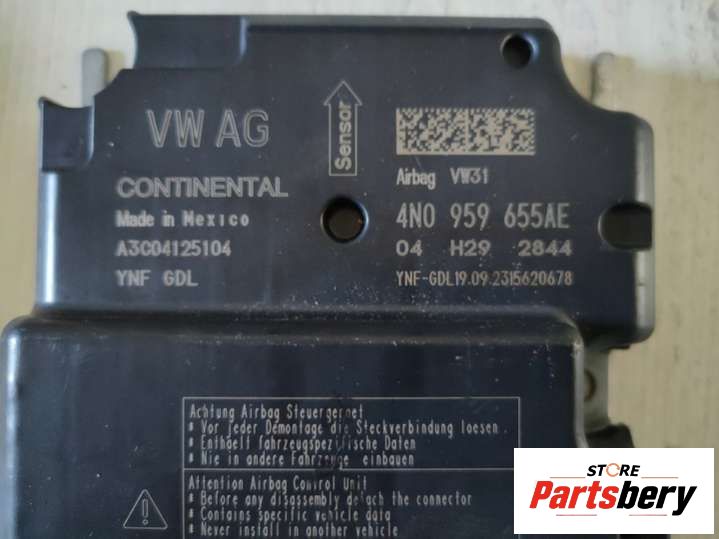 VW AG
Sensor
Airbag VW31
CONTINENTAL
4N0 959 655AE
Made in Mexico
04 H29 2844
A3C04125104
YNF GDL
YNF-GDL19.09.2315620678
Achtung Airbag Steuergeraet
* Vor jeder Demontage die Steckverbindung loesen
* Enthaelt fahrzeugspezifische Daten
* Nie in andere Fahrzeuge einbauen
Attention Airbag Control Unit
* Before any disassembly detach the connector
* Contains specific vehicle data
* Never install in another vehicle
STORE
Partsbery